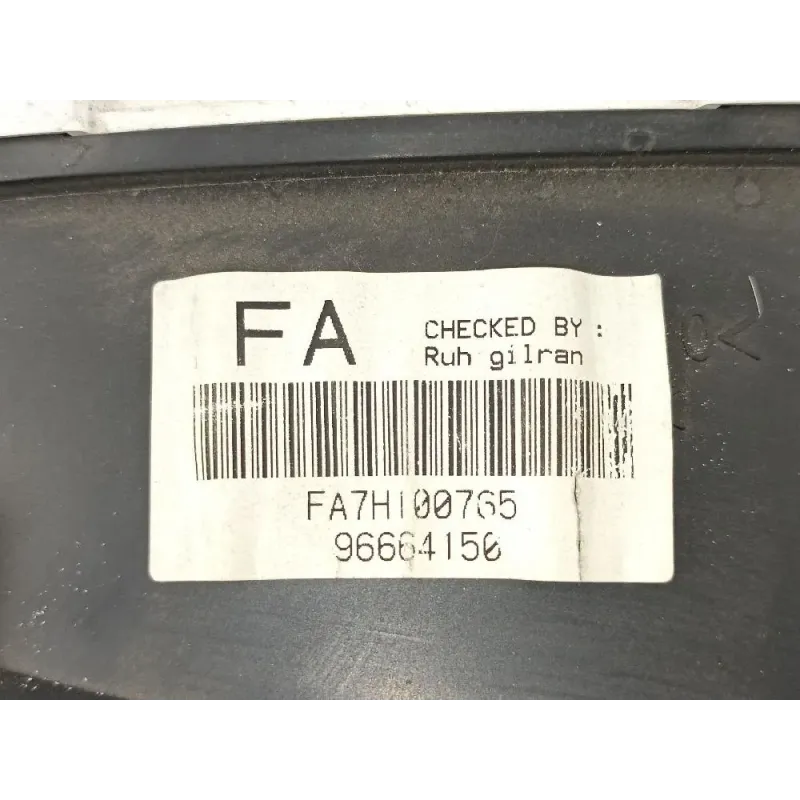 FA
CHECKED BY :
Ruh gilran
FA7H100765
96664150